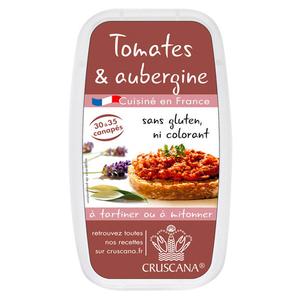 Tomates
& aubergine
Cuisiné en France
30 à 35
canapés
sans gluten,
ni colorant
à tartiner ou à mitonner
retrouvez toutes
nos recettes
sur cruscana.fr
CRUSCANA®